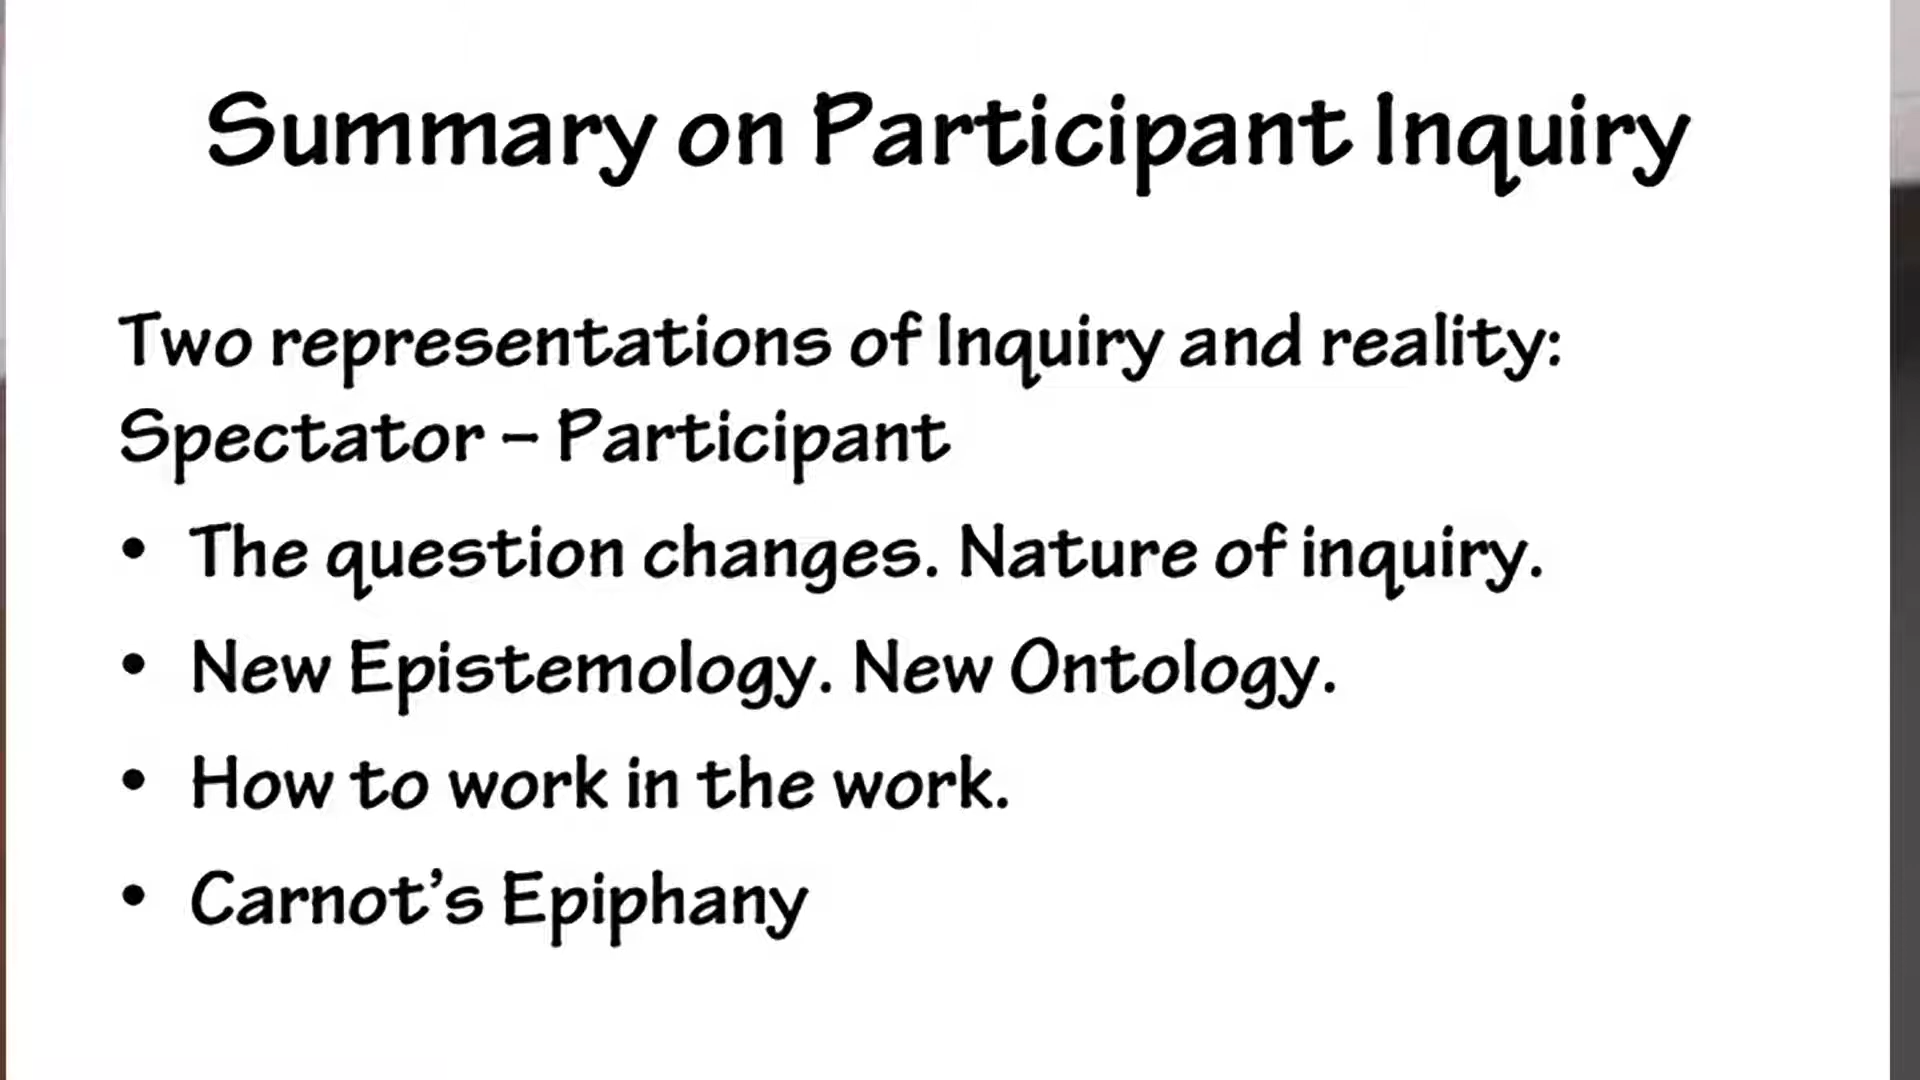 Summary on Participant Inquiry
Two representations of Inquiry and reality:
Spectator – Participant
• The question changes. Nature of inquiry.
• New Epistemology. New Ontology.
• How to work in the work.
• Carnot’s Epiphany